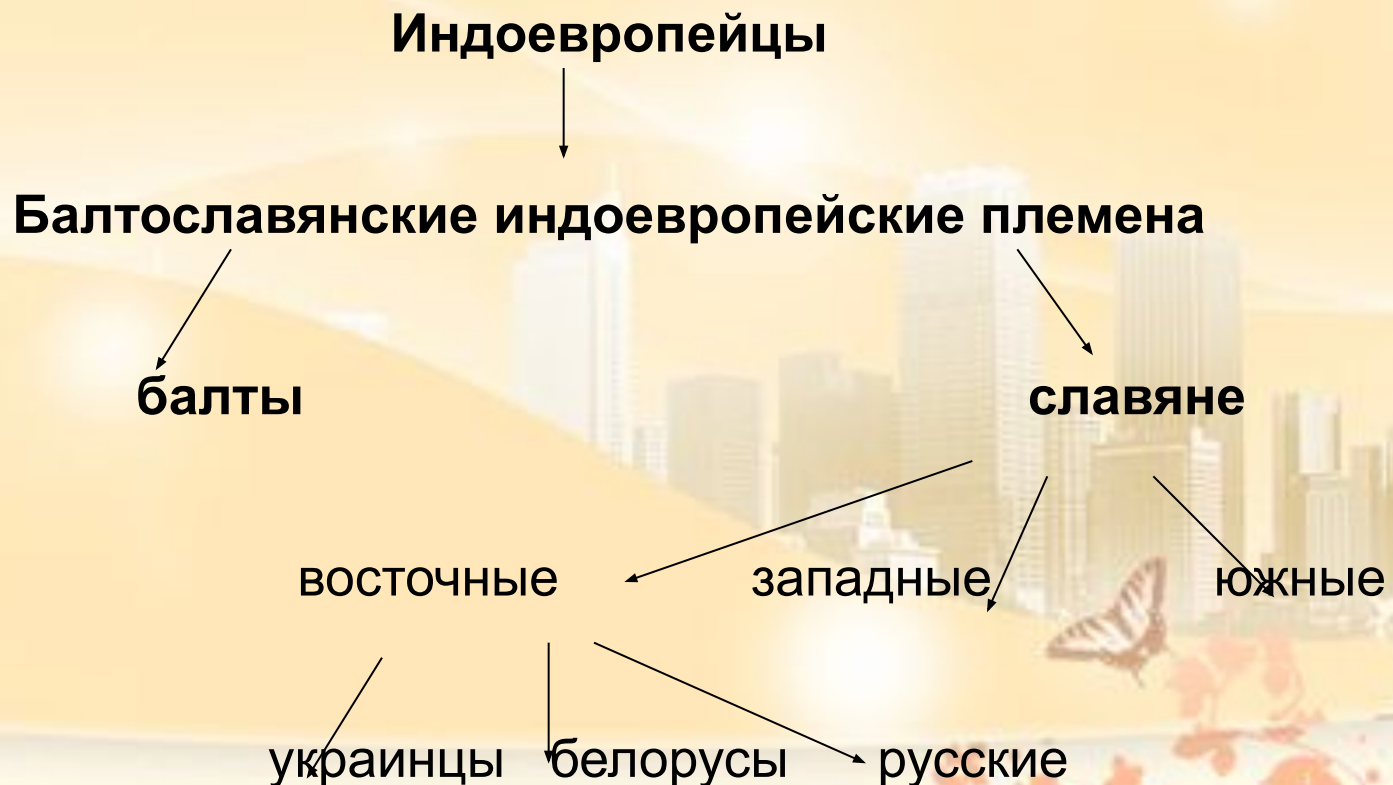 Индоевропейцы
Балтославянские индоевропейские племена
балты славяне
восточные западные южные
украинцы белорусы русские